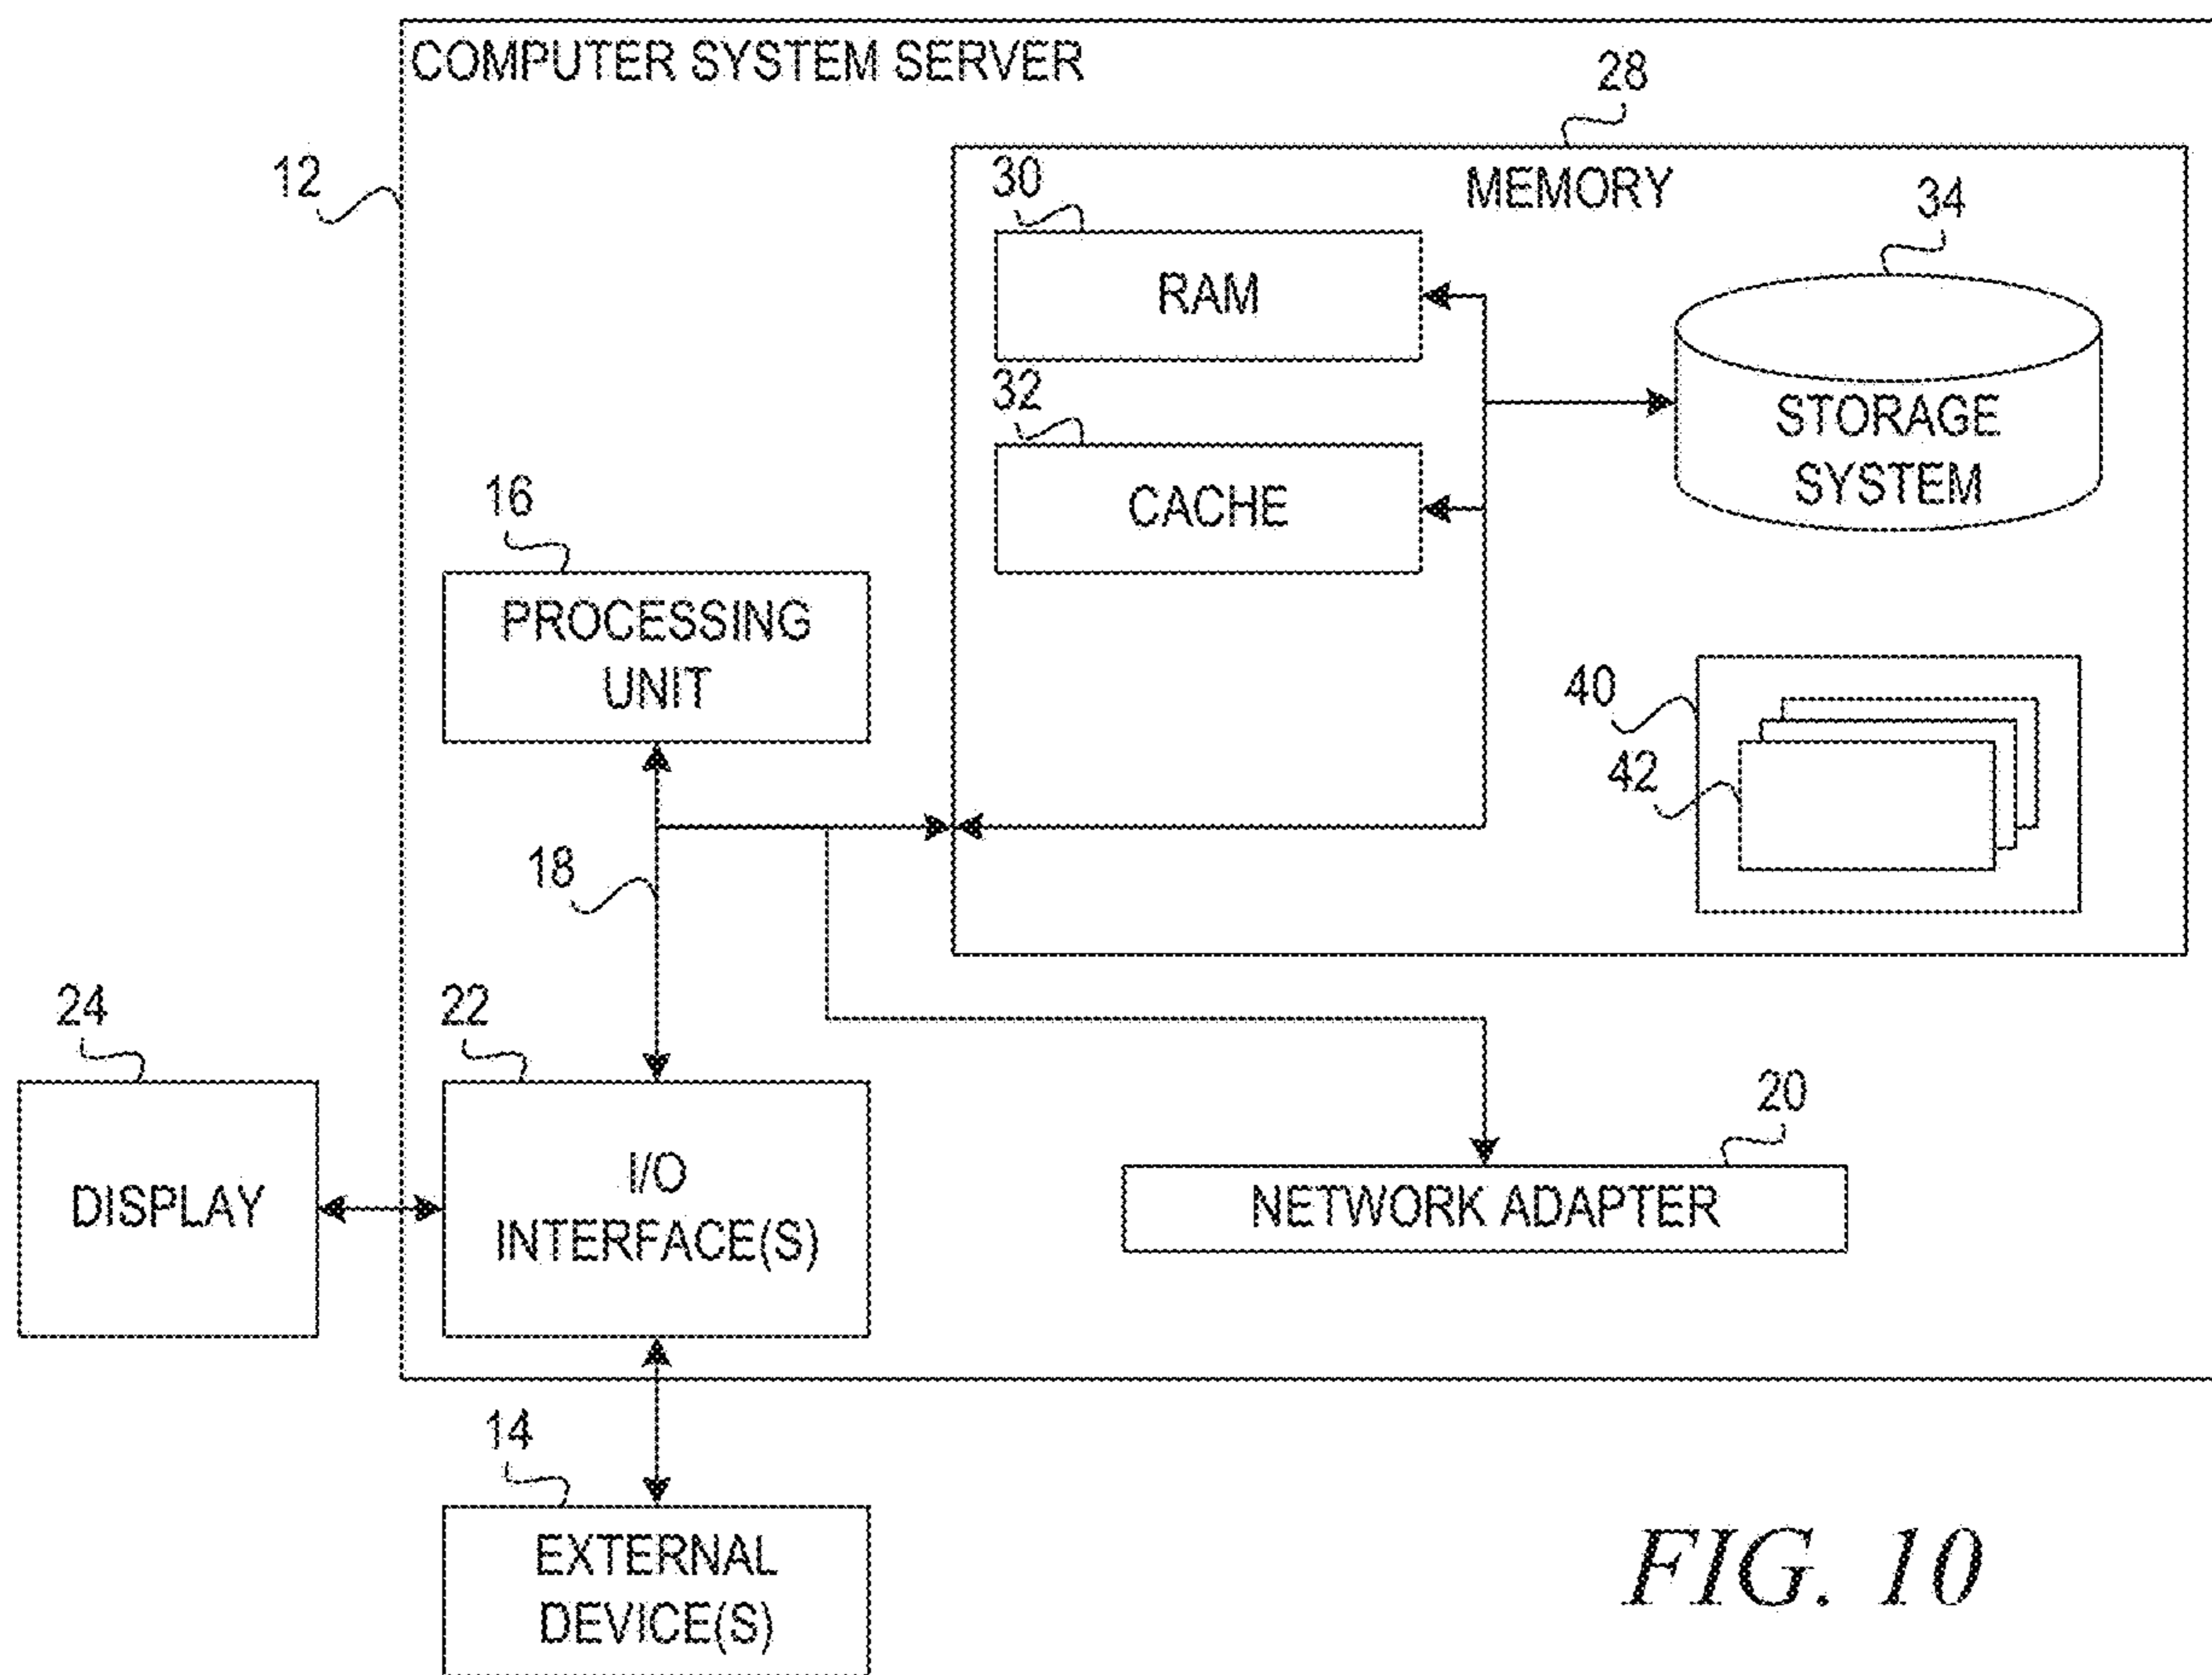 COMPUTER SYSTEM SERVER
28
12
30
MEMORY
34
RAM
32
STORAGE
SYSTEM
CACHE
16
PROCESSING
UNIT
40
42
18
24
22
20
DISPLAY
I/O
INTERFACE(S)
NETWORK ADAPTER
14
EXTERNAL
DEVICE(S)
FIG. 10